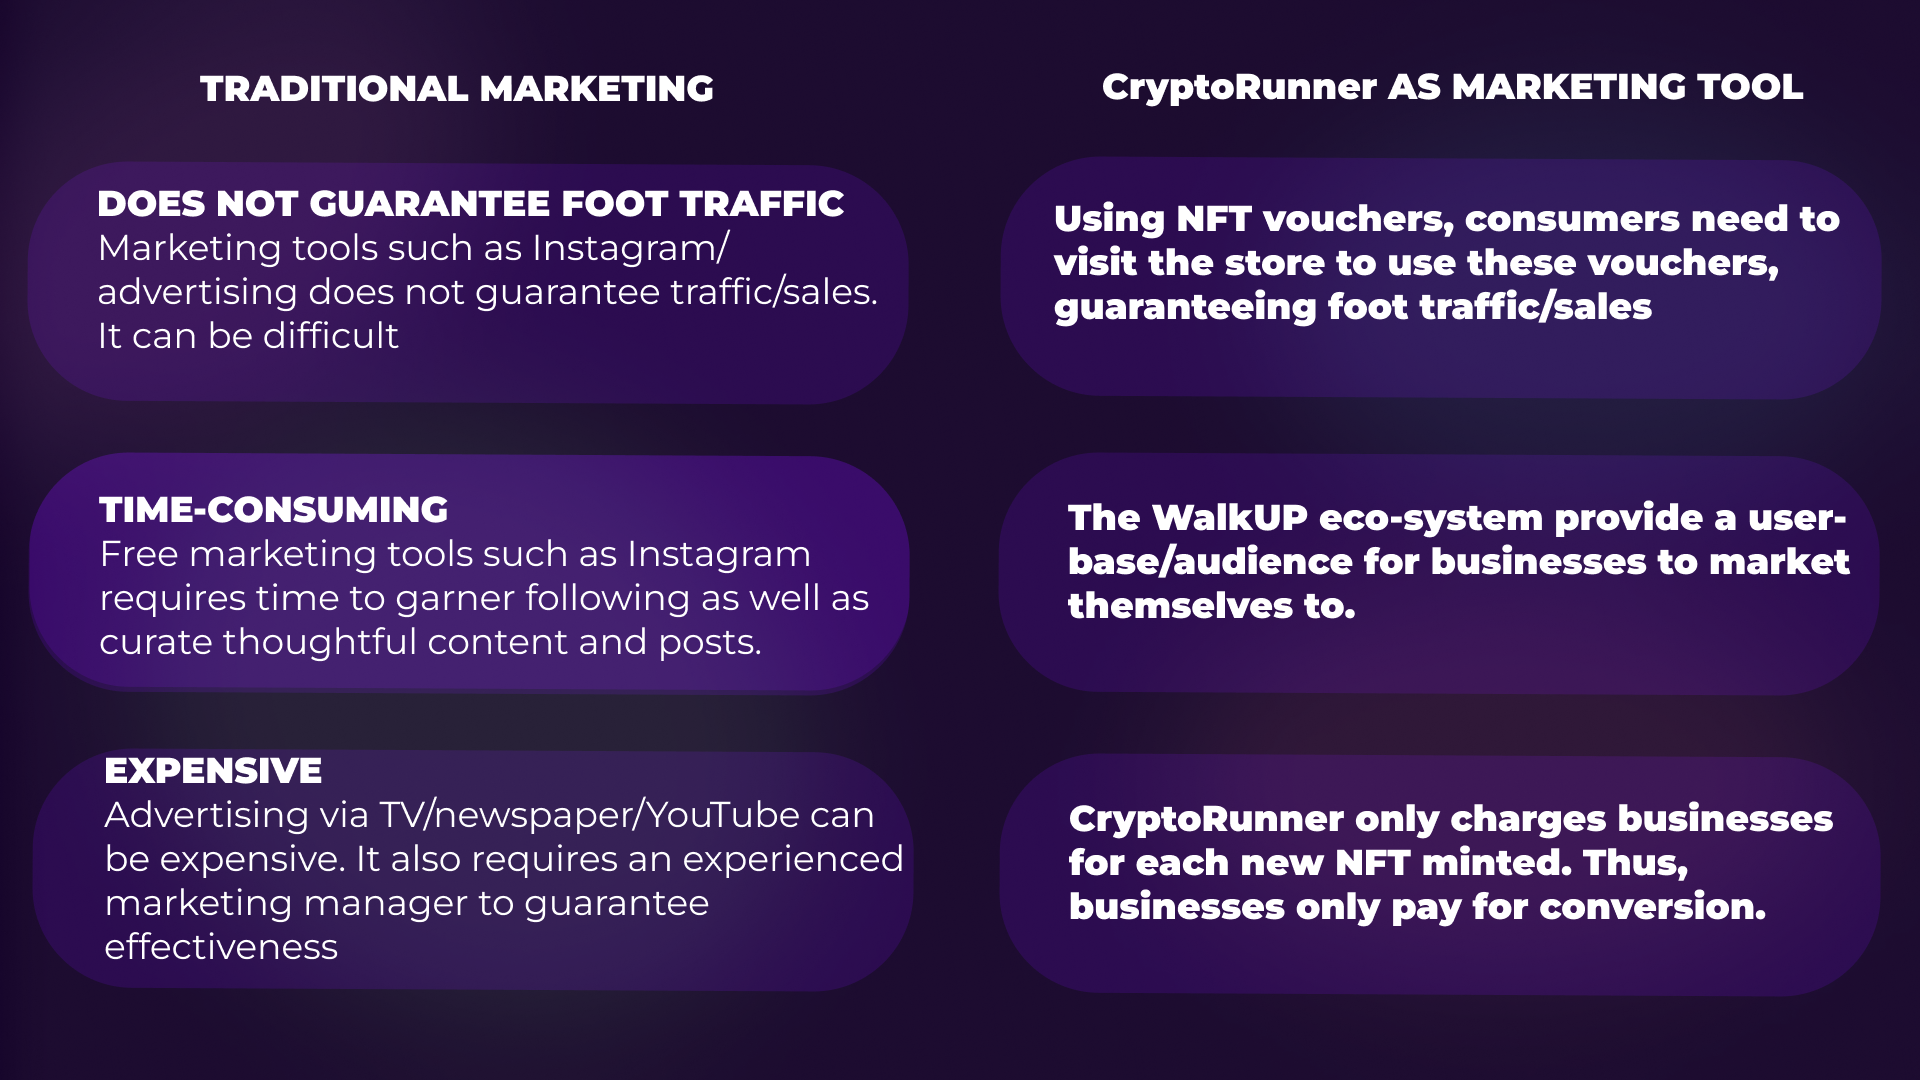 TRADITIONAL MARKETING
DOES NOT GUARANTEE FOOT TRAFFIC
Marketing tools such as Instagram/
advertising does not guarantee traffic/sales.
It can be difficult
TIME-CONSUMING
Free marketing tools such as Instagram
requires time to garner following as well as
curate thoughtful content and posts.
EXPENSIVE
Advertising via TV/newspaper/YouTube can
be expensive. It also requires an experienced
marketing manager to guarantee
effectiveness
CryptoRunner AS MARKETING TOOL
Using NFT vouchers, consumers need to
visit the store to use these vouchers,
guaranteeing foot traffic/sales
The WalkUP eco-system provide a user-
base/audience for businesses to market
themselves to.
CryptoRunner only charges businesses
for each new NFT minted. Thus,
businesses only pay for conversion.